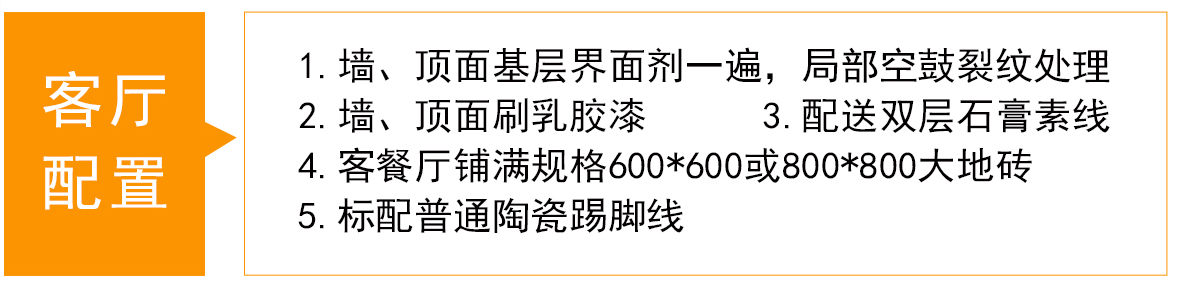 客厅
配置
1.墙、顶面基层界面剂一遍，局部空鼓裂纹处理
2.墙、顶面刷乳胶漆 3.配送双层石膏素线
4.客餐厅铺满规格600*600或800*800大地砖
5.标配普通陶瓷踢脚线